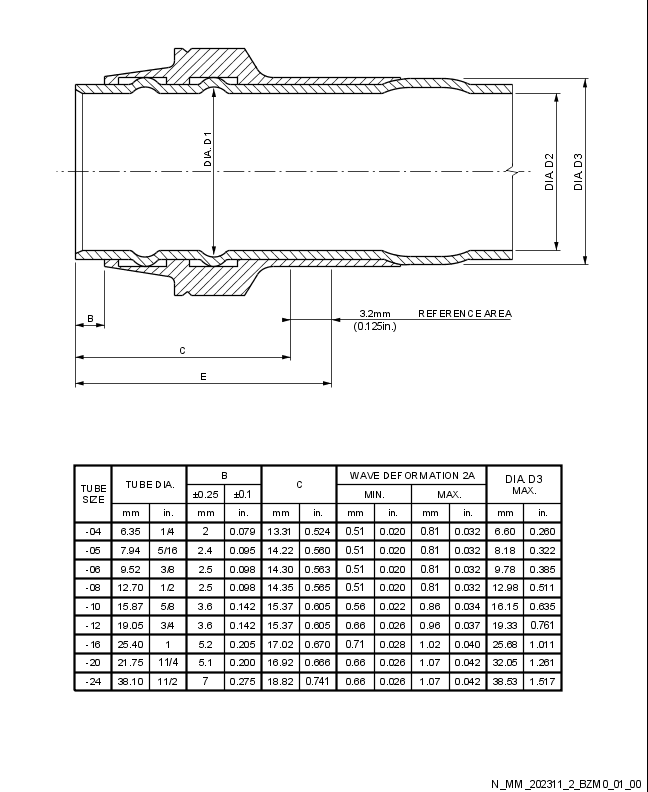 DIA. D1
DIA. D2
DIA. D3
B
3.2mm
(0.125in.)
REFERENCE AREA
C
E
TUBE SIZE TUBE DIA. B C WAVE DEFORMATION 2A DIA. D3 MAX.
±0.25 ±0.1 MIN. MAX.
mm in. mm in. mm in. mm in. mm in. mm in.
-04 6.35 1/4 2 0.079 13.31 0.524 0.51 0.020 0.81 0.032 6.60 0.260
-05 7.94 5/16 2.4 0.095 14.22 0.560 0.51 0.020 0.81 0.032 8.18 0.322
-06 9.52 3/8 2.5 0.098 14.30 0.563 0.51 0.020 0.81 0.032 9.78 0.385
-08 12.70 1/2 2.5 0.098 14.35 0.565 0.51 0.020 0.81 0.032 12.98 0.511
-10 15.87 5/8 3.6 0.142 15.37 0.605 0.56 0.022 0.86 0.034 16.15 0.635
-12 19.05 3/4 3.6 0.142 15.37 0.605 0.66 0.026 0.96 0.037 19.33 0.761
-16 25.40 1 5.2 0.205 17.02 0.670 0.71 0.028 1.02 0.040 25.68 1.011
-20 21.75 11/4 5.1 0.200 16.92 0.666 0.66 0.026 1.07 0.042 32.05 1.261
-24 38.10 11/2 7 0.275 18.82 0.741 0.66 0.026 1.07 0.042 38.53 1.517
N_MM_202311_2_BZM0_01_00